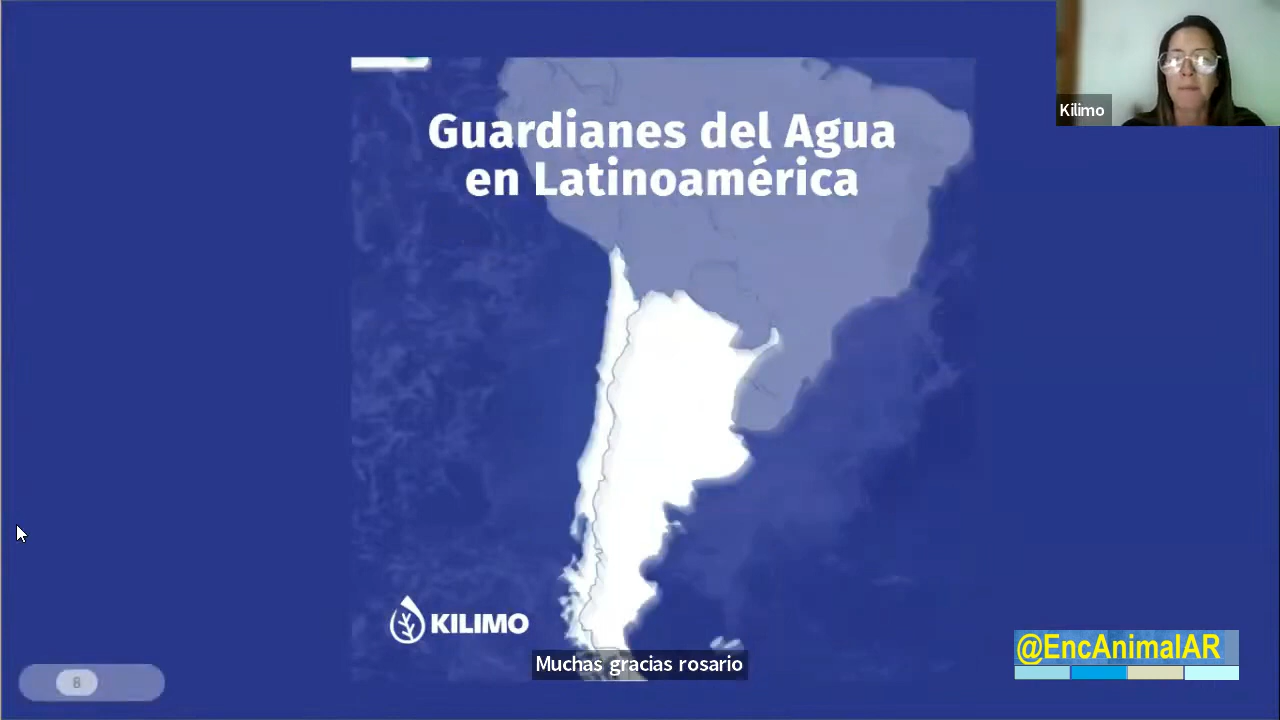 Guardianes del Agua
en Latinoamérica
Kilimo
KILIMO
Muchas gracias rosario
@EncAnimalAR
8